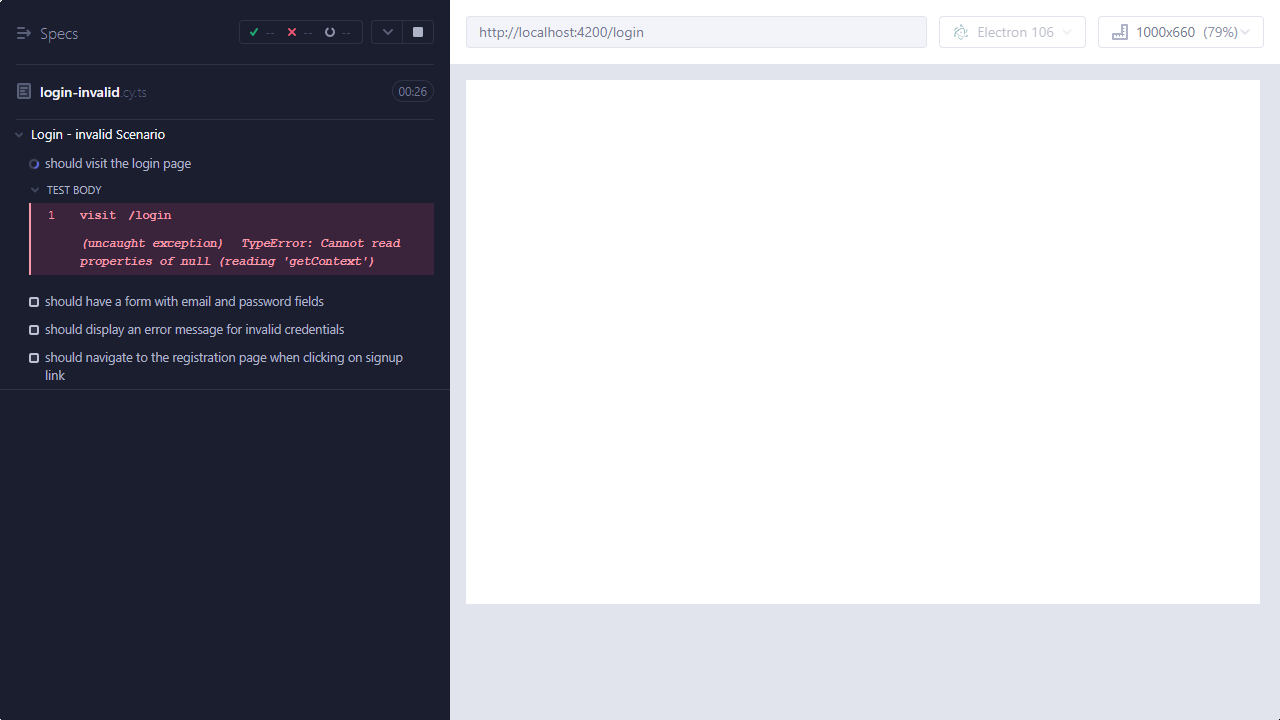 Specs
-- -- --
login-invalid.cy.ts
00:26
Login - invalid Scenario
should visit the login page
TEST BODY
1 visit /login
(uncaught exception) TypeError: Cannot read
properties of null (reading 'getContext')
should have a form with email and password fields
should display an error message for invalid credentials
should navigate to the registration page when clicking on signup
link
http://localhost:4200/login
Electron 106
1000x660 (79%)